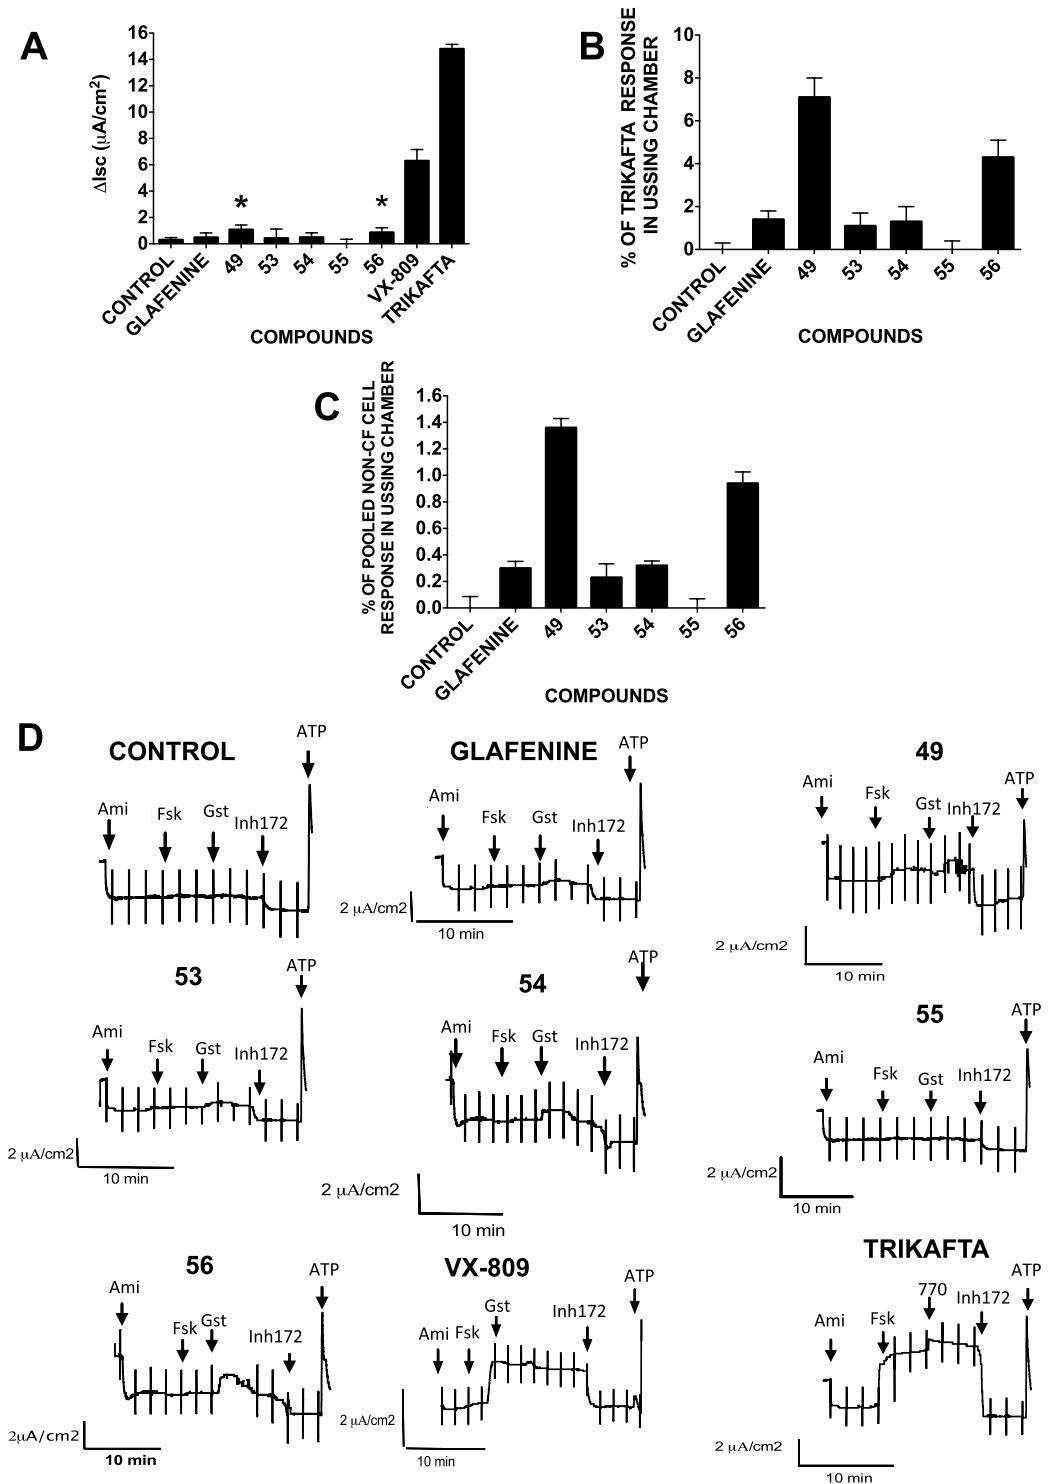 A
ΔIsc (μA/cm2)
16
14
12
10
8
6
4
2
0
*
*
CONTROL
GLAFENINE
49
53
54
55
56
VX-809
TRIKAFTA
COMPOUNDS
B
% OF TRIKAFTA RESPONSE
IN USSING CHAMBER
10
8
6
4
2
0
CONTROL
GLAFENINE
49
53
54
55
56
COMPOUNDS
C
% OF POOLED NON-CF CELL
RESPONSE IN USSING CHAMBER
1.6
1.4
1.2
1.0
0.8
0.6
0.4
0.2
0.0
CONTROL
GLAFENINE
49
53
54
55
56
COMPOUNDS
D
CONTROL
Ami
Fsk
Gst
Inh172
ATP
GLAFENINE
Ami
Fsk
Gst
Inh172
ATP
2 μA/cm2
10 min
49
Ami
Fsk
Gst
Inh172
ATP
2 μA/cm2
10 min
53
Ami
Fsk
Gst
Inh172
ATP
2 μA/cm2
10 min
54
Ami
Fsk
Gst
Inh172
ATP
2 μA/cm2
10 min
55
Ami
Fsk
Gst
Inh172
ATP
2 μA/cm2
10 min
56
Ami
Fsk
Gst
Inh172
ATP
2μA/cm2
10 min
VX-809
Ami
Fsk
Gst
Inh172
ATP
2 μA/cm2
10 min
TRIKAFTA
Ami
Fsk
770
Inh172
ATP
2 μA/cm2
10 min